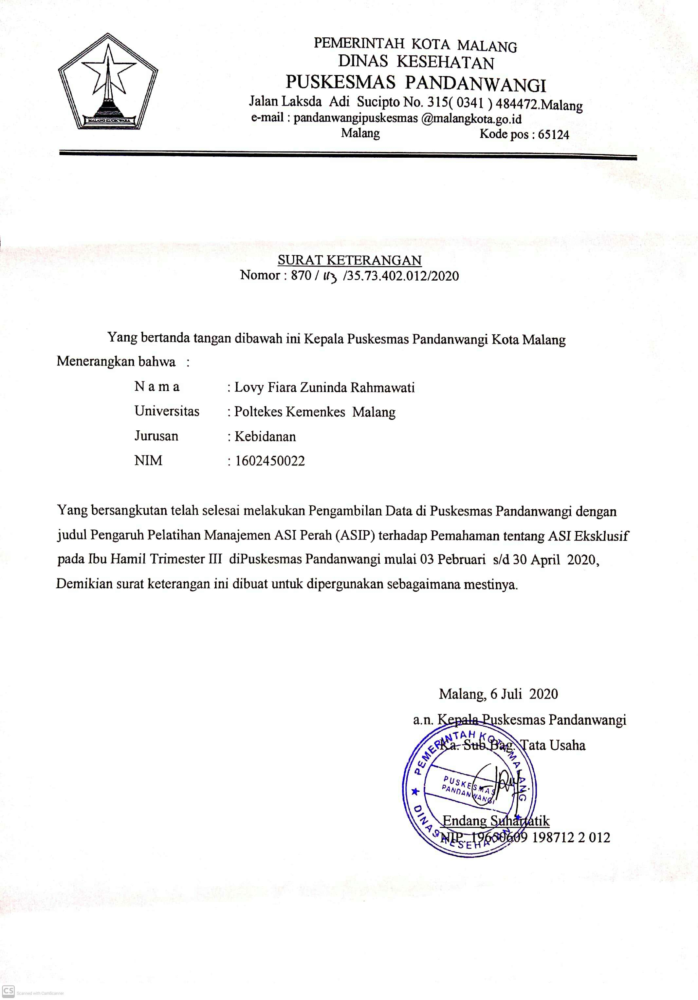 PEMERINTAH KOTA MALANG
DINAS KESEHATAN
PUSKESMAS PANDANWANGI
Jalan Laksda Adi Sucipto No. 315( 0341 ) 484472.Malang
e-mail : pandanwangipuskesmas @malangkota.go.id
Malang Kode pos : 65124
SURAT KETERANGAN
Nomor : 870 / 113 /35.73.402.012/2020
Yang bertanda tangan dibawah ini Kepala Puskesmas Pandanwangi Kota Malang
Menerangkan bahwa :
N a m a : Lovy Fiara Zuninda Rahmawati
Universitas : Poltekes Kemenkes Malang
Jurusan : Kebidanan
NIM : 1602450022
Yang bersangkutan telah selesai melakukan Pengambilan Data di Puskesmas Pandanwangi dengan
judul Pengaruh Pelatihan Manajemen ASI Perah (ASIP) terhadap Pemahaman tentang ASI Eksklusif
pada Ibu Hamil Trimester III diPuskesmas Pandanwangi mulai 03 Pebruari s/d 30 April 2020,
Demikian surat keterangan ini dibuat untuk dipergunakan sebagaimana mestinya.
Malang, 6 Juli 2020
a.n. Kepala Puskesmas Pandanwangi
Ka. Sub.Bag. Tata Usaha
PEMERINTAH KOTA MALANG
PUSKESMAS
PANDANWANGI
DINAS KESEHATAN
Endang Suhartatik
NIP. 19650609 198712 2 012
CS Scanned with CamScanner